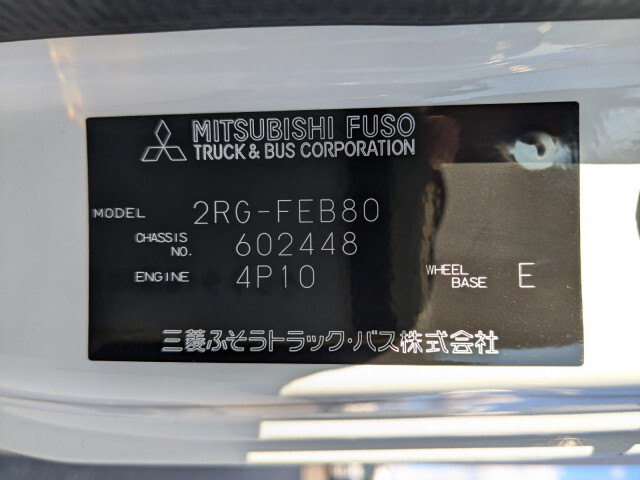 MITSUBISHI FUSO
TRUCK & BUS CORPORATION
MODEL 2RG-FEB80
CHASSIS NO. 602448
ENGINE 4P10
WHEEL BASE E
三菱ふそうトラック・バス株式会社